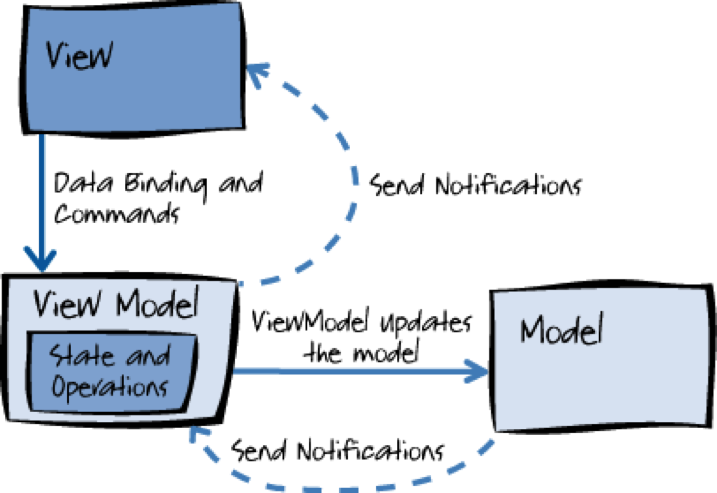 View
Data Binding and
Commands
Send Notifications
View Model
State and
Operations
ViewModel updates
the model
Model
Send Notifications